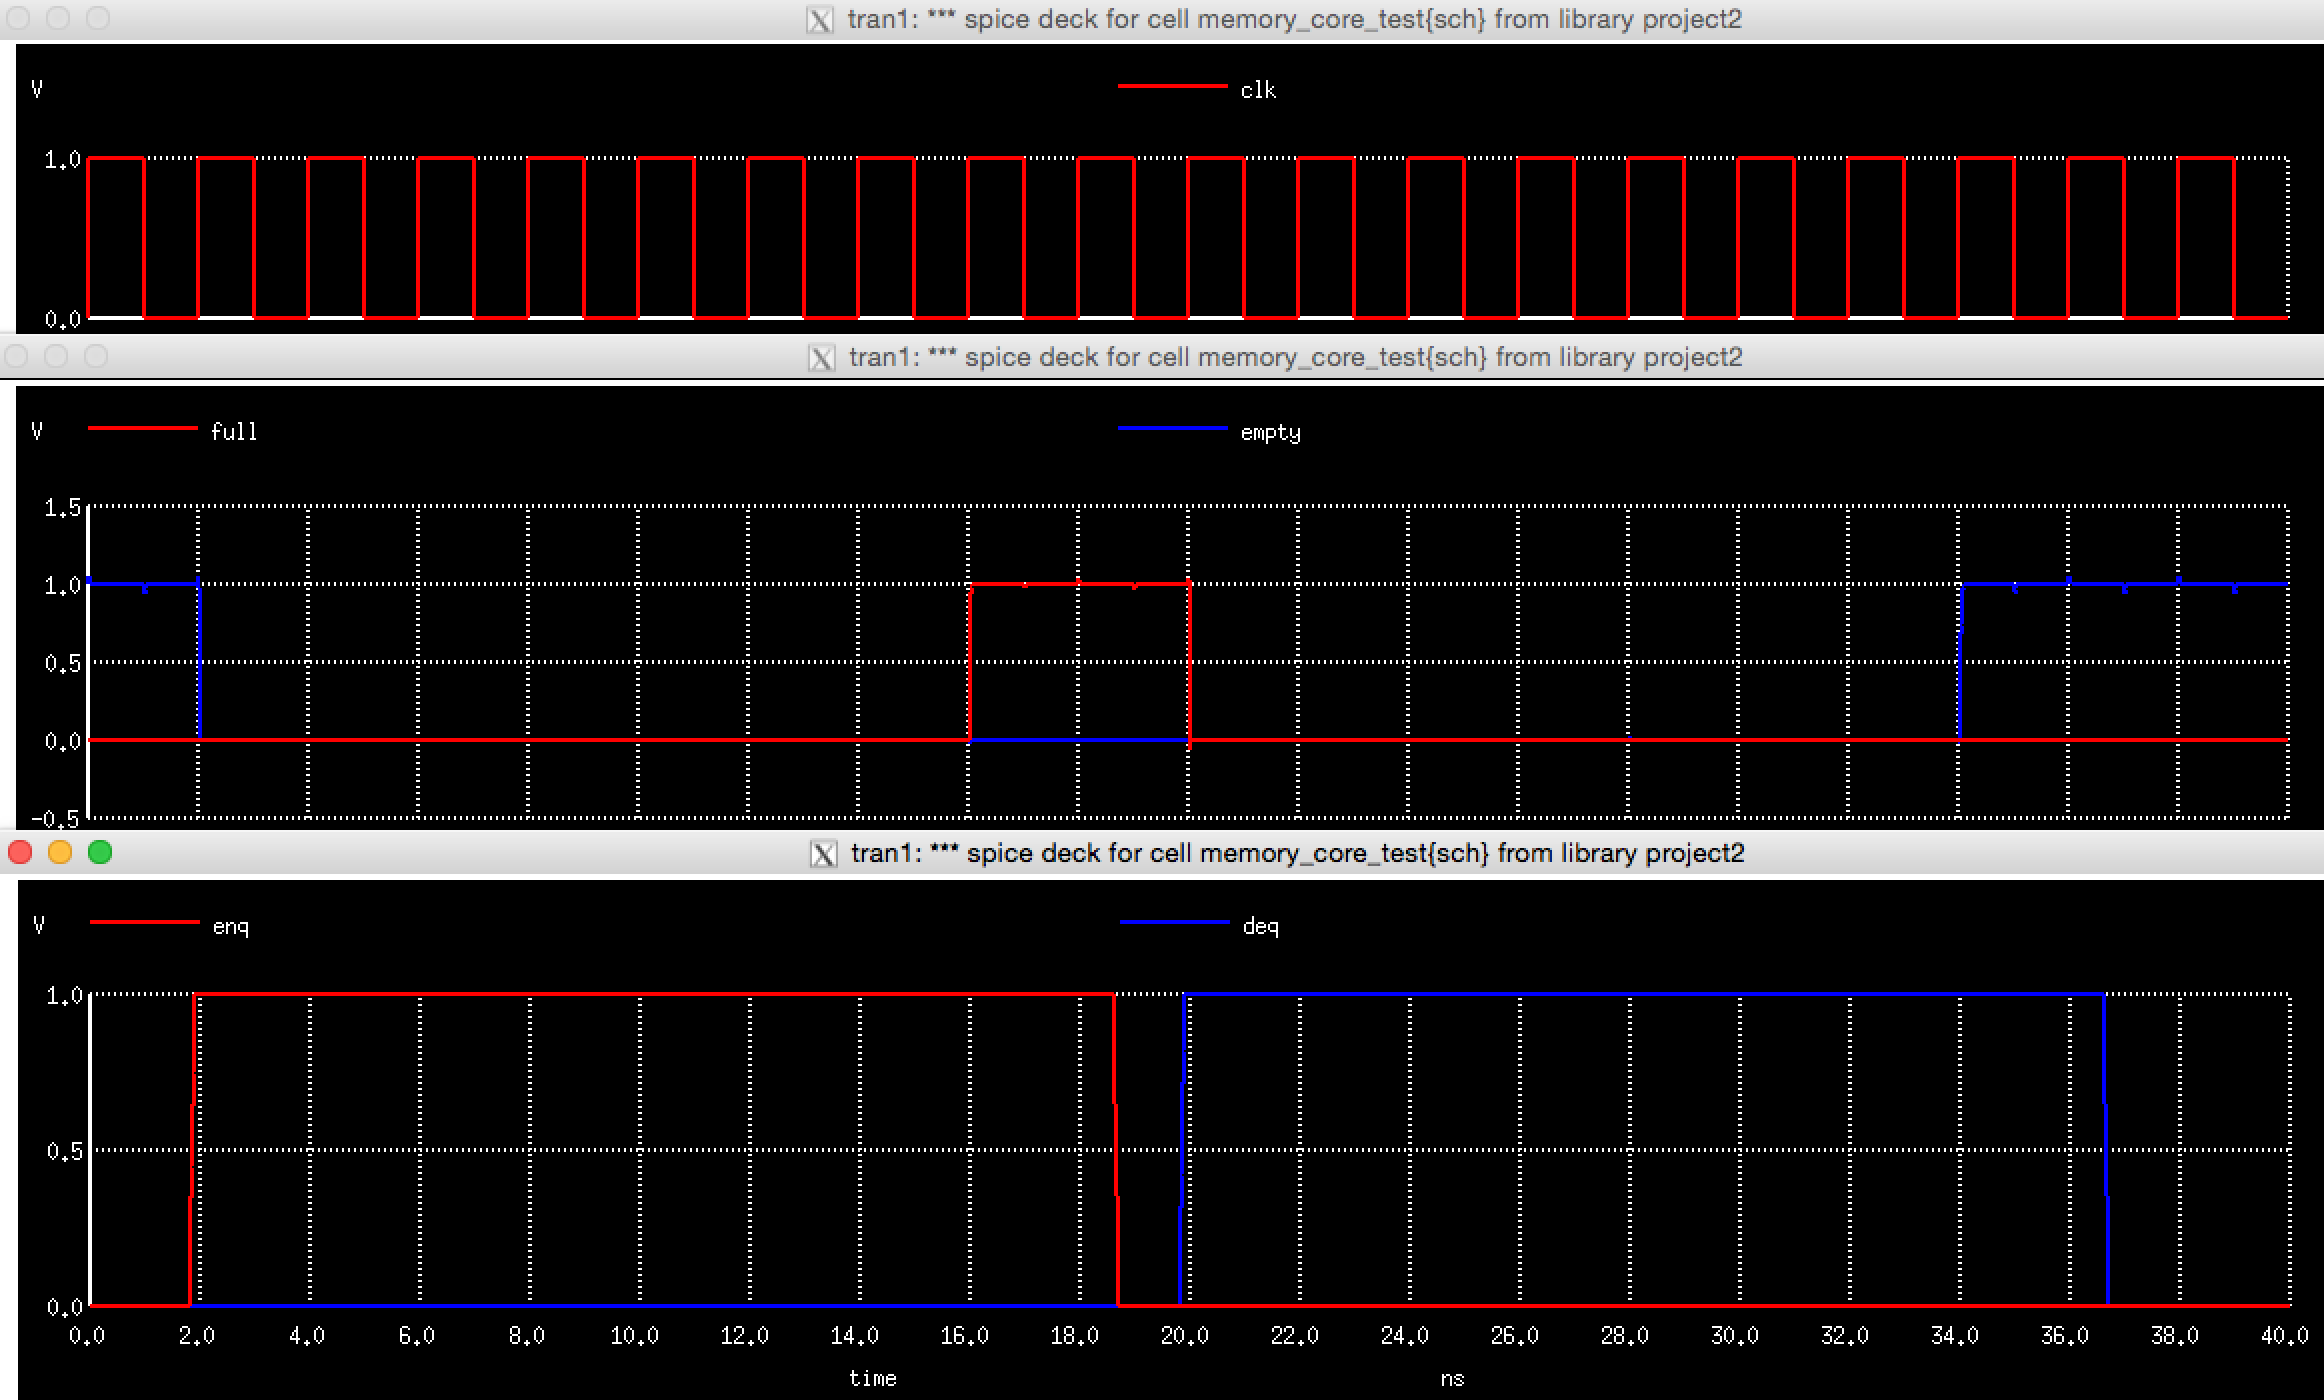 tran1: *** spice deck for cell memory_core_test{sch} from library project2
V clk
1.0
0.0
tran1: *** spice deck for cell memory_core_test{sch} from library project2
V full empty
1.5
1.0
0.5
0.0
-0.5
tran1: *** spice deck for cell memory_core_test{sch} from library project2
V enq deq
1.0
0.5
0.0
0.0 2.0 4.0 6.0 8.0 10.0 12.0 14.0 16.0 18.0 20.0 22.0 24.0 26.0 28.0 30.0 32.0 34.0 36.0 38.0 40.0
time ns